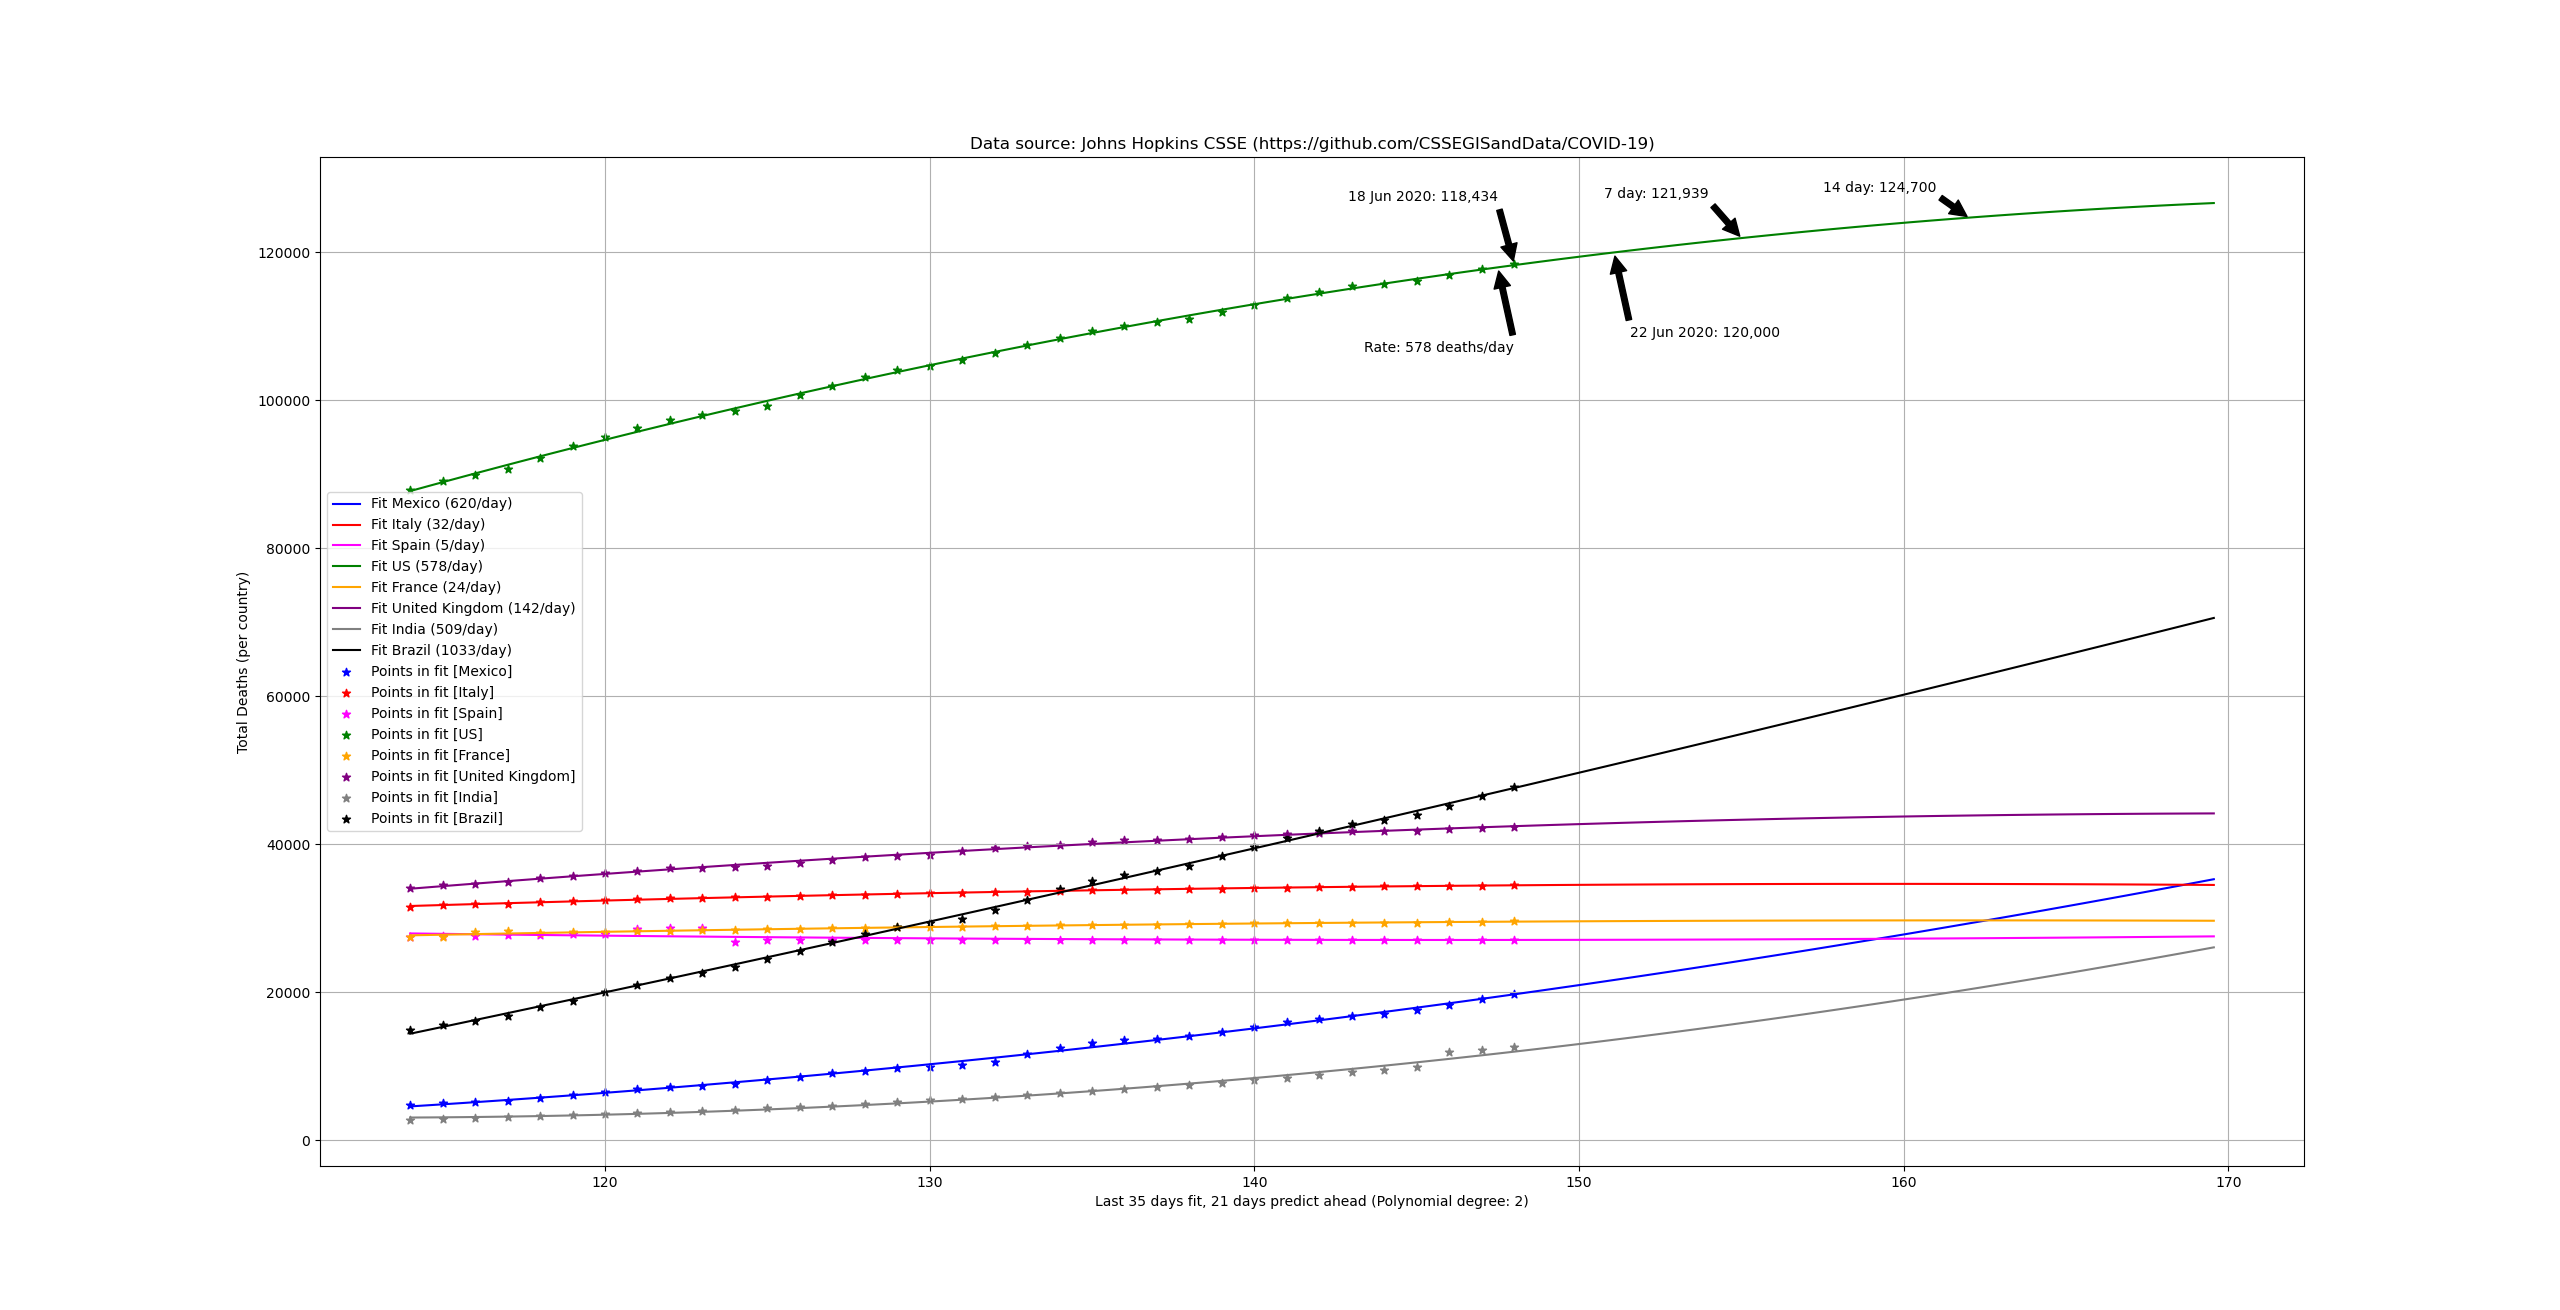 Data source: Johns Hopkins CSSE (https://github.com/CSSEGISandData/COVID-19)
18 Jun 2020: 118,434
7 day: 121,939
14 day: 124,700
Rate: 578 deaths/day
22 Jun 2020: 120,000
Total Deaths (per country)
120000
100000
80000
60000
40000
20000
0
Fit Mexico (620/day)
Fit Italy (32/day)
Fit Spain (5/day)
Fit US (578/day)
Fit France (24/day)
Fit United Kingdom (142/day)
Fit India (509/day)
Fit Brazil (1033/day)
Points in fit [Mexico]
Points in fit [Italy]
Points in fit [Spain]
Points in fit [US]
Points in fit [France]
Points in fit [United Kingdom]
Points in fit [India]
Points in fit [Brazil]
120 130 140 150 160 170
Last 35 days fit, 21 days predict ahead (Polynomial degree: 2)